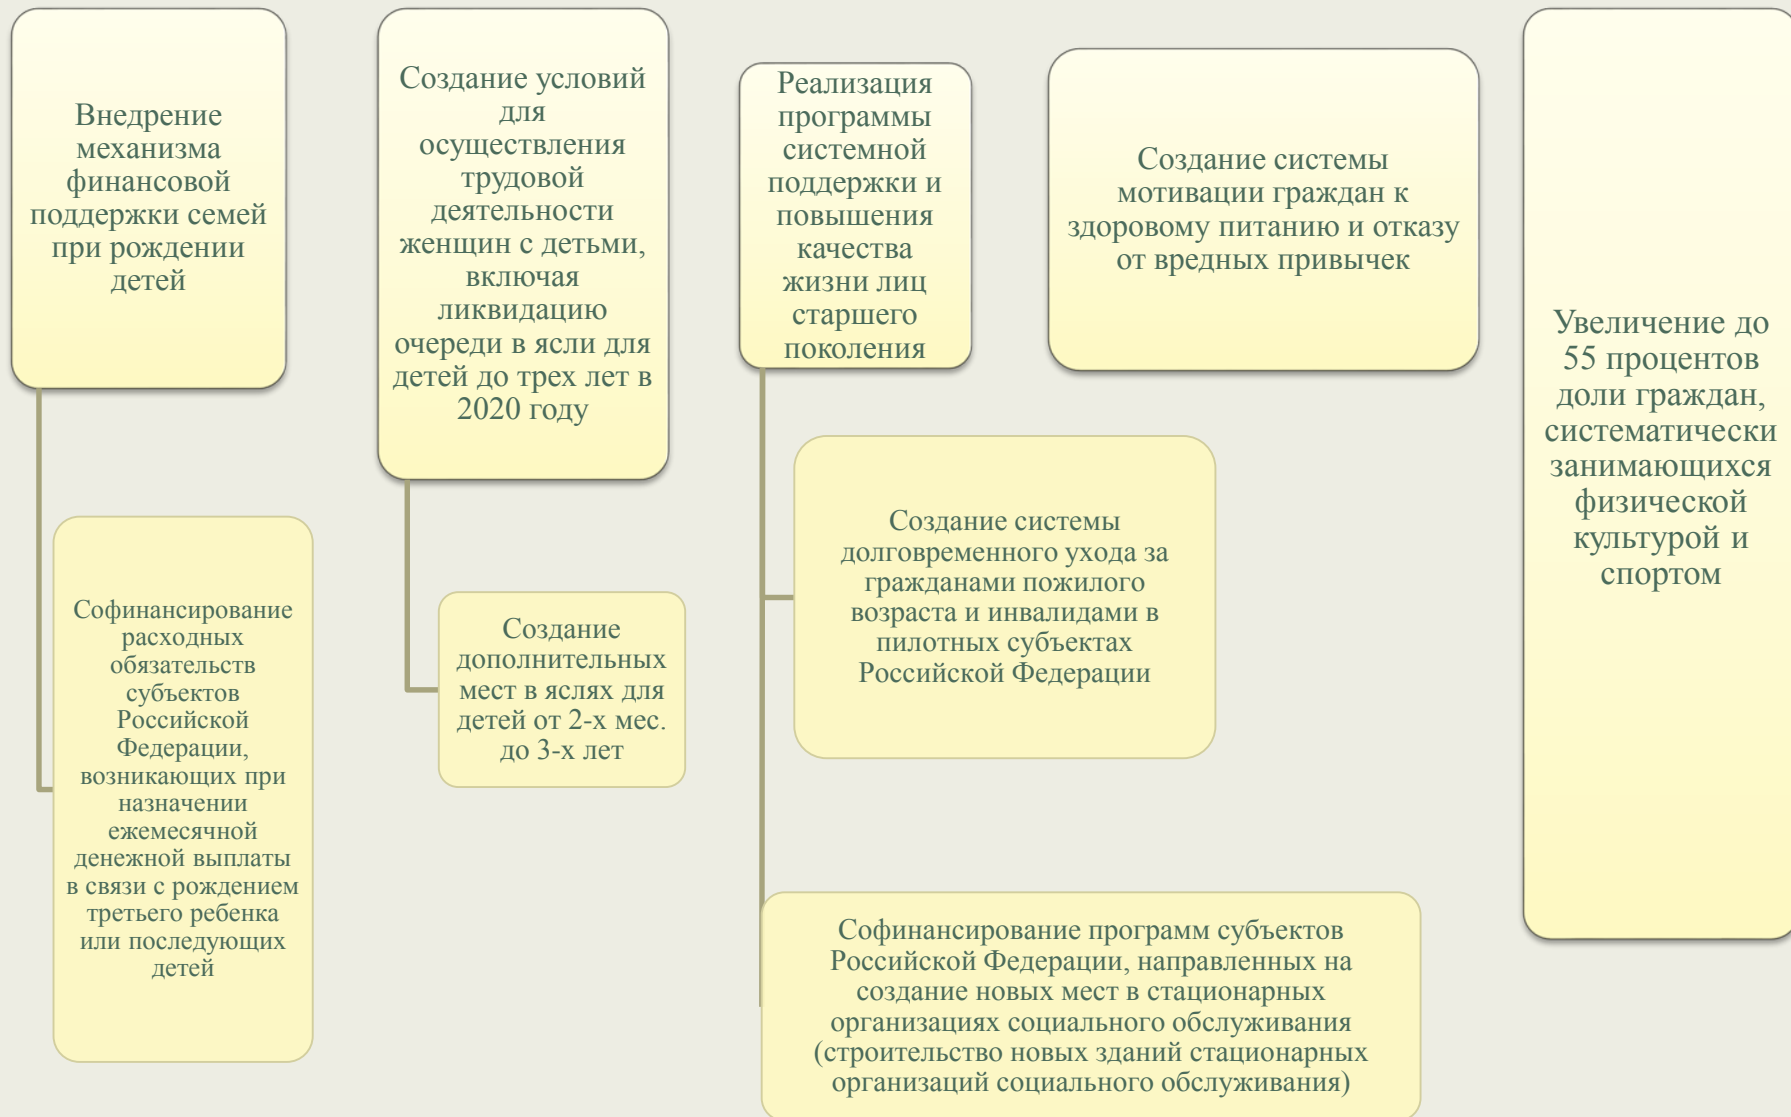 Внедрение
механизма
финансовой
поддержки семей
при рождении
детей
Софинансирование
расходных
обязательств
субъектов
Российской
Федерации,
возникающих при
назначении
ежемесячной
денежной выплаты
в связи с рождением
третьего ребенка
или последующих
детей
Создание условий
для
осуществления
трудовой
деятельности
женщин с детьми,
включая
ликвидацию
очереди в ясли для
детей до трех лет в
2020 году
Создание
дополнительных
мест в яслях для
детей от 2-х мес.
до 3-х лет
Реализация
программы
системной
поддержки и
повышения
качества
жизни лиц
старшего
поколения
Создание системы
долговременного ухода за
гражданами пожилого
возраста и инвалидами в
пилотных субъектах
Российской Федерации
Софинансирование программ субъектов
Российской Федерации, направленных на
создание новых мест в стационарных
организациях социального обслуживания
(строительство новых зданий стационарных
организаций социального обслуживания)
Создание системы
мотивации граждан к
здоровому питанию и отказу
от вредных привычек
Увеличение до
55 процентов
доли граждан,
систематически
занимающихся
физической
культурой и
спортом